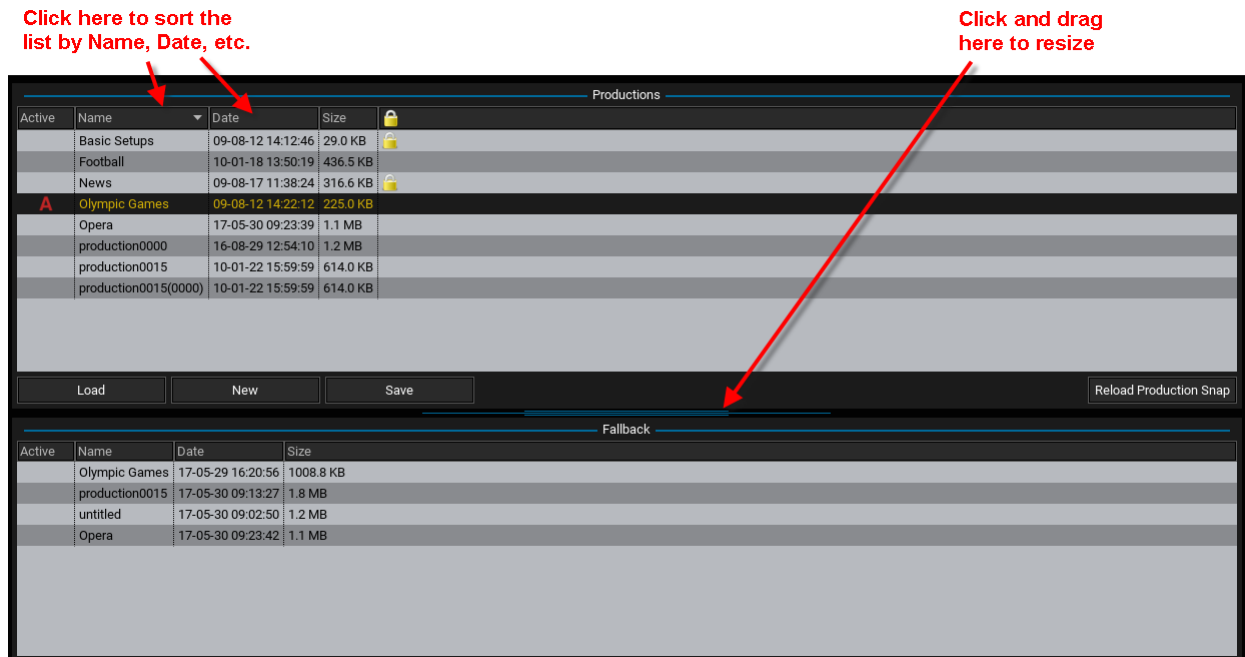 Click here to sort the
list by Name, Date, etc.
Click and drag
here to resize
Productions
Active Name Date Size
Basic Setups 09-08-12 14:12:46 29.0 KB
Football 10-01-18 13:50:19 436.5 KB
News 09-08-17 11:38:24 316.6 KB
A Olympic Games 09-08-12 14:22:12 225.0 KB
Opera 17-05-30 09:23:39 1.1 MB
production0000 16-08-29 12:54:10 1.2 MB
production0015 10-01-22 15:59:59 614.0 KB
production0015(0000) 10-01-22 15:59:59 614.0 KB
Load New Save Reload Production Snap
Fallback
Active Name Date Size
Olympic Games 17-05-29 16:20:56 1008.8 KB
production0015 17-05-30 09:13:27 1.8 MB
untitled 17-05-30 09:02:50 1.2 MB
Opera 17-05-30 09:23:42 1.1 MB